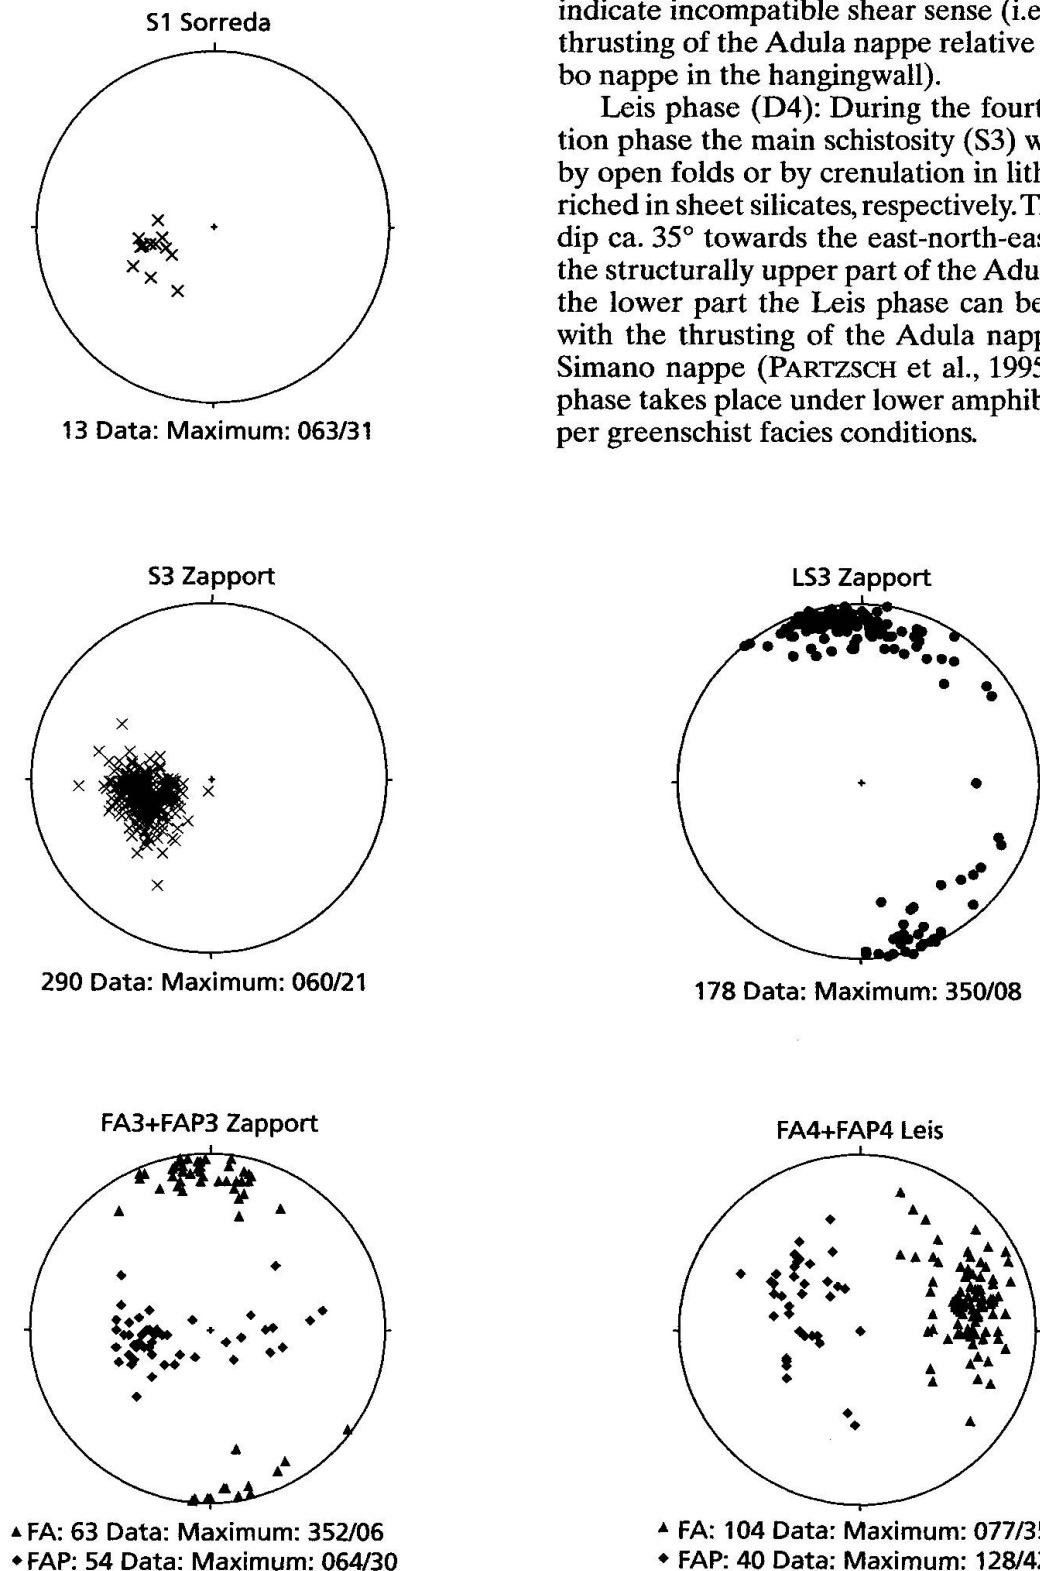 S1 Sorreda
13 Data: Maximum: 063/31
indicate incompatible shear sense (i.e
thrusting of the Adula nappe relative
bo nappe in the hangingwall).
Leis phase (D4): During the fourt
tion phase the main schistosity (S3) w
by open folds or by crenulation in lith
riched in sheet silicates, respectively. T
dip ca. 35° towards the east-north-eas
the structurally upper part of the Adu
the lower part the Leis phase can be
with the thrusting of the Adula napp
Simano nappe (PARTZSCH et al., 1995
phase takes place under lower amphib
per greenschist facies conditions.
S3 Zapport
290 Data: Maximum: 060/21
LS3 Zapport
178 Data: Maximum: 350/08
FA3+FAP3 Zapport
▲ FA: 63 Data: Maximum: 352/06
◆ FAP: 54 Data: Maximum: 064/30
FA4+FAP4 Leis
▲ FA: 104 Data: Maximum: 077/35
◆ FAP: 40 Data: Maximum: